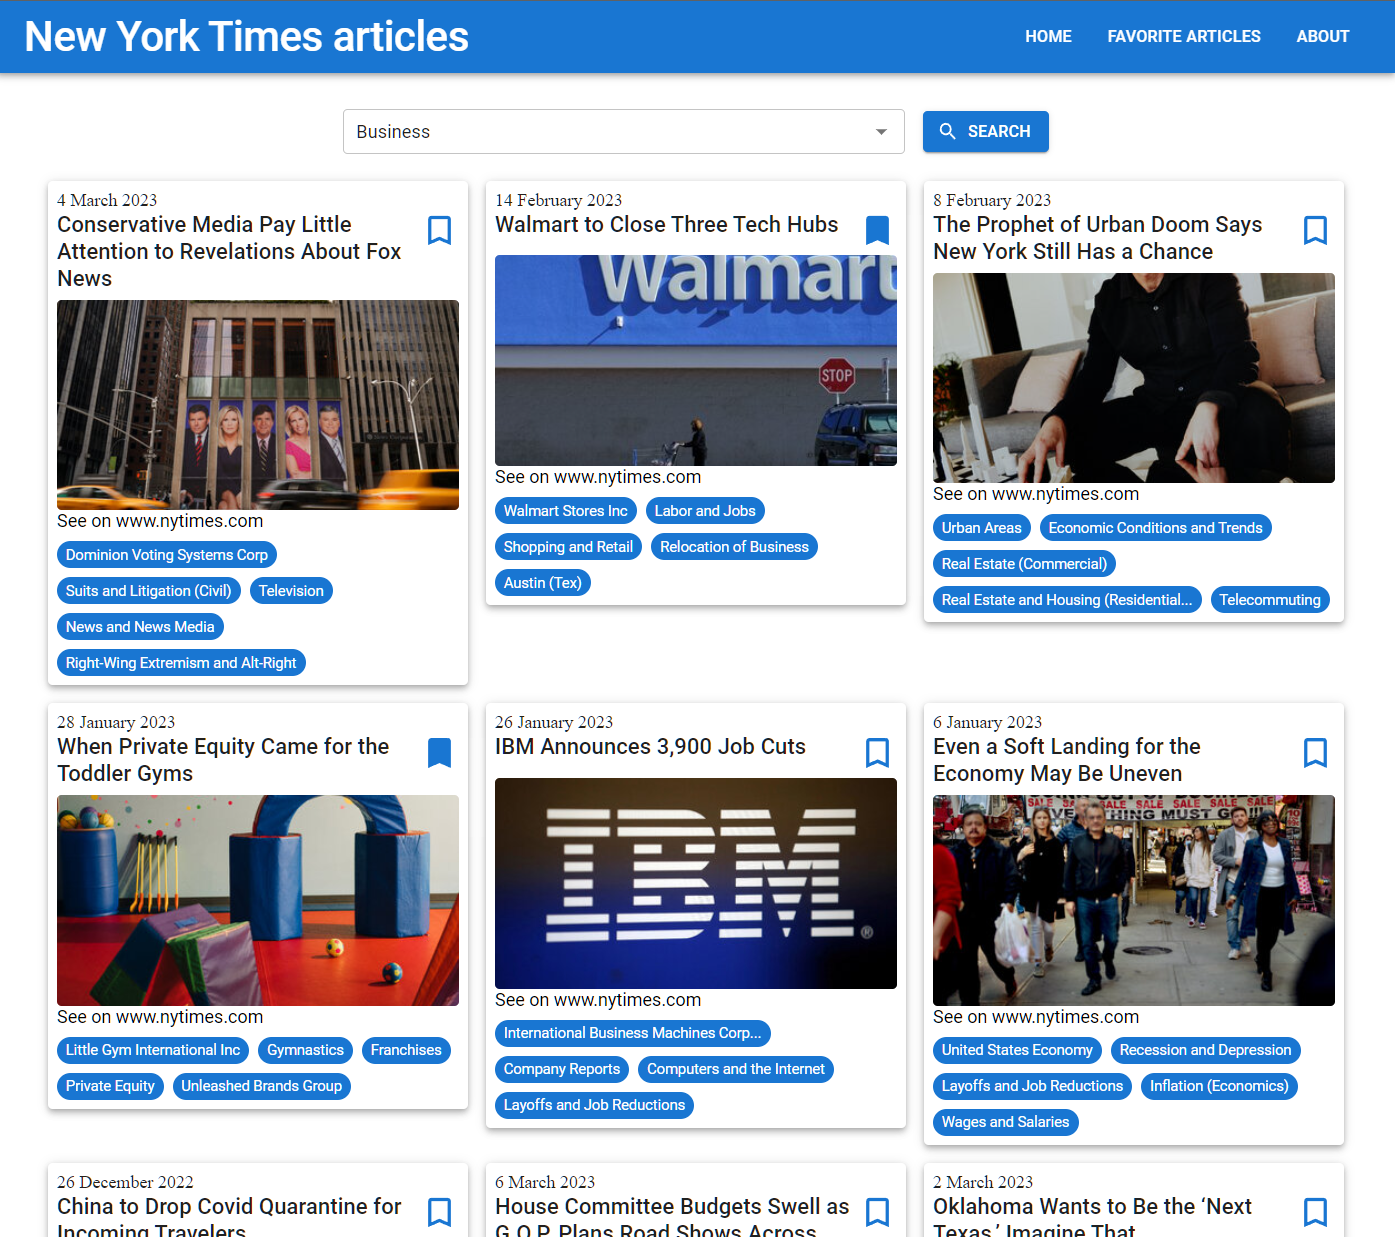 New York Times articles
HOME FAVORITE ARTICLES ABOUT
Business
SEARCH
4 March 2023
Conservative Media Pay Little
Attention to Revelations About Fox
News
See on www.nytimes.com
Dominion Voting Systems Corp
Suits and Litigation (Civil) Television
News and News Media
Right-Wing Extremism and Alt-Right
14 February 2023
Walmart to Close Three Tech Hubs
Walmart
STOP
See on www.nytimes.com
Walmart Stores Inc Labor and Jobs
Shopping and Retail Relocation of Business
Austin (Tex)
8 February 2023
The Prophet of Urban Doom Says
New York Still Has a Chance
See on www.nytimes.com
Urban Areas Economic Conditions and Trends
Real Estate (Commercial)
Real Estate and Housing (Residential... Telecommuting
28 January 2023
When Private Equity Came for the
Toddler Gyms
See on www.nytimes.com
Little Gym International Inc Gymnastics Franchises
Private Equity Unleashed Brands Group
26 January 2023
IBM Announces 3,900 Job Cuts
IBM®
See on www.nytimes.com
International Business Machines Corp...
Company Reports Computers and the Internet
Layoffs and Job Reductions
6 January 2023
Even a Soft Landing for the
Economy May Be Uneven
SALE SALE SALE SALE SALE
THING MUST GO
See on www.nytimes.com
United States Economy Recession and Depression
Layoffs and Job Reductions Inflation (Economics)
Wages and Salaries
26 December 2022
China to Drop Covid Quarantine for
Incoming Travelers
6 March 2023
House Committee Budgets Swell as
G.O.P. Plans Road Shows Across
2 March 2023
Oklahoma Wants to Be the ‘Next
Texas.’ Imagine That